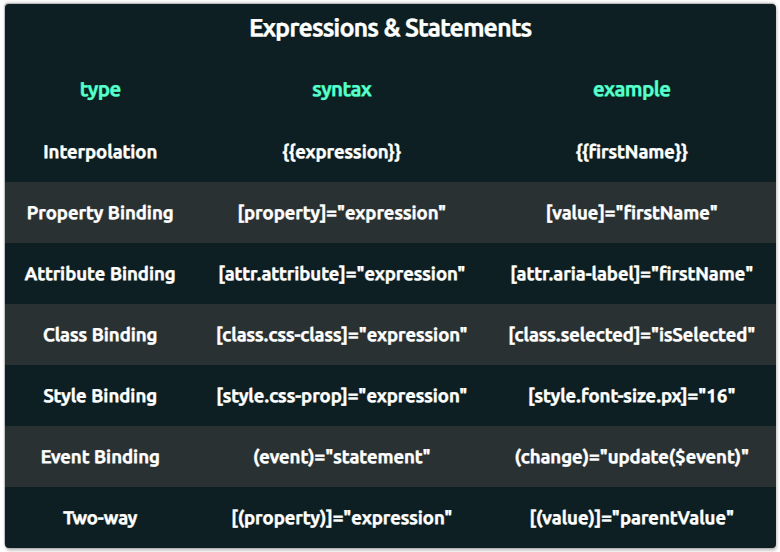 Expressions & Statements
type syntax example
Interpolation {{expression}} {{firstName}}
Property Binding [property]="expression" [value]="firstName"
Attribute Binding [attr.attribute]="expression" [attr.aria-label]="firstName"
Class Binding [class.css-class]="expression" [class.selected]="isSelected"
Style Binding [style.css-prop]="expression" [style.font-size.px]="16"
Event Binding (event)="statement" (change)="update($event)"
Two-way [(property)]="expression" [(value)]="parentValue"